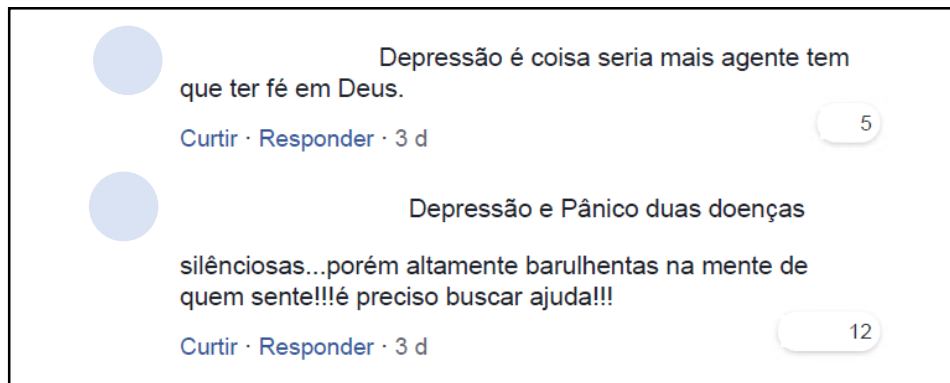 Depressão é coisa seria mais agente tem
que ter fé em Deus.
Curtir · Responder · 3 d
5
Depressão e Pânico duas doenças
silênciosas...porém altamente barulhentas na mente de
quem sente!!!é preciso buscar ajuda!!!
12
Curtir · Responder · 3 d